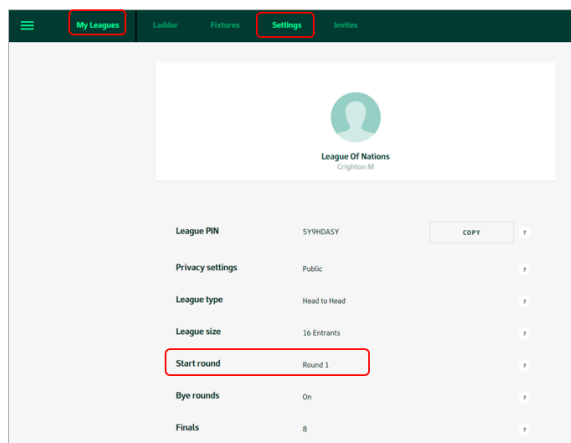 My Leagues Ladder Fixtures Settings Invites
League Of Nations
Crighton M
League PIN 5Y9HDASY COPY ?
Privacy settings Public ?
League type Head to Head ?
League size 16 Entrants ?
Start round Round 1 ?
Bye rounds On ?
Finals 8 ?